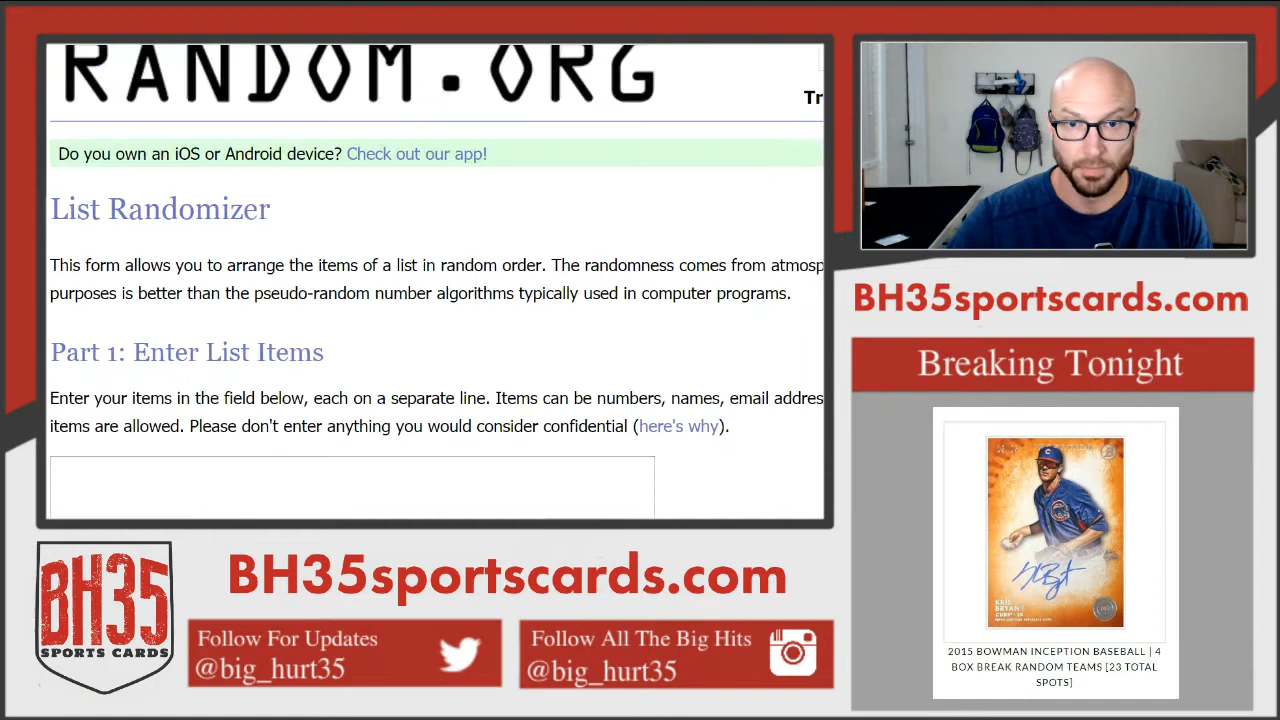 RANDOM.ORG
Tr
Do you own an iOS or Android device? Check out our app!
List Randomizer
This form allows you to arrange the items of a list in random order. The randomness comes from atmosp
purposes is better than the pseudo-random number algorithms typically used in computer programs.
Part 1: Enter List Items
Enter your items in the field below, each on a separate line. Items can be numbers, names, email addres
items are allowed. Please don't enter anything you would consider confidential (here's why).
BH35sportscards.com
Breaking Tonight
KRIS
BRYANT
2015 BOWMAN INCEPTION BASEBALL | 4
BOX BREAK RANDOM TEAMS [23 TOTAL
SPOTS]
BH35
SPORTS CARDS
BH35sportscards.com
Follow For Updates
@big_hurt35
Follow All The Big Hits
@big_hurt35